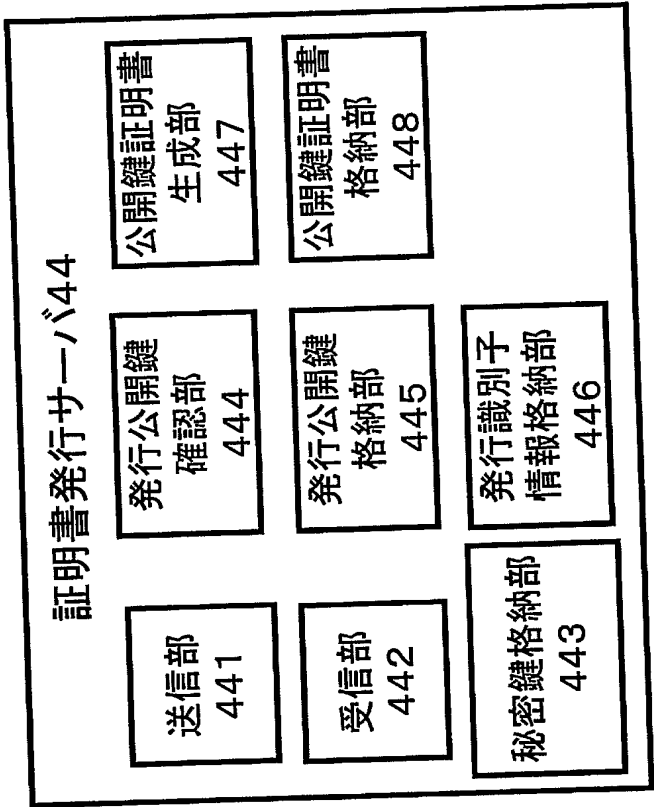 証明書発行サーバ44
送信部
441
受信部
442
秘密鍵格納部
443
発行公開鍵
確認部
444
発行公開鍵
格納部
445
発行識別子
情報格納部
446
公開鍵証明書
生成部
447
公開鍵証明書
格納部
448